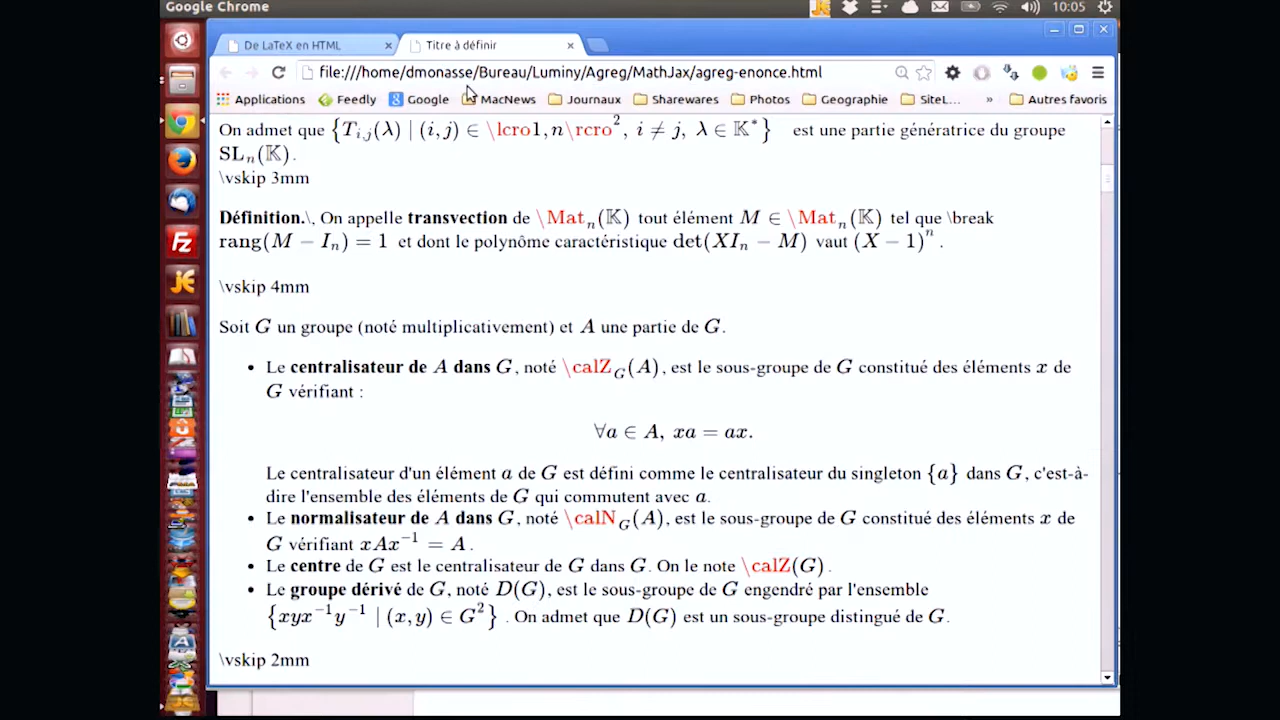 Google Chrome 10:05
De LaTeX en HTML × Titre à définir ×
file:///home/dmonasse/Bureau/Luminy/Agreg/MathJax/agreg-enonce.html
Applications Feedly Google MacNews Journaux Sharewares Photos Geographie SiteL... » Autres favoris
On admet que {T_{i,j}(λ) | (i,j) ∈ \lcro1, n\rcro², i ≠ j, λ ∈ 𝕂*} est une partie génératrice du groupe
SLₙ(𝕂).
\vskip 3mm
Définition.\, On appelle transvection de \Matₙ(𝕂) tout élément M ∈ \Matₙ(𝕂) tel que \break
rang(M − Iₙ) = 1 et dont le polynôme caractéristique det(XIₙ − M) vaut (X − 1)ⁿ.
\vskip 4mm
Soit G un groupe (noté multiplicativement) et A une partie de G.
• Le centralisateur de A dans G, noté \calZ_G(A), est le sous-groupe de G constitué des éléments x de
G vérifiant :
∀a ∈ A, xa = ax.
Le centralisateur d'un élément a de G est défini comme le centralisateur du singleton {a} dans G, c'est-à-
dire l'ensemble des éléments de G qui commutent avec a.
• Le normalisateur de A dans G, noté \calN_G(A), est le sous-groupe de G constitué des éléments x de
G vérifiant xAx⁻¹ = A.
• Le centre de G est le centralisateur de G dans G. On le note \calZ(G).
• Le groupe dérivé de G, noté D(G), est le sous-groupe de G engendré par l'ensemble
{xyx⁻¹y⁻¹ | (x, y) ∈ G²}. On admet que D(G) est un sous-groupe distingué de G.
\vskip 2mm